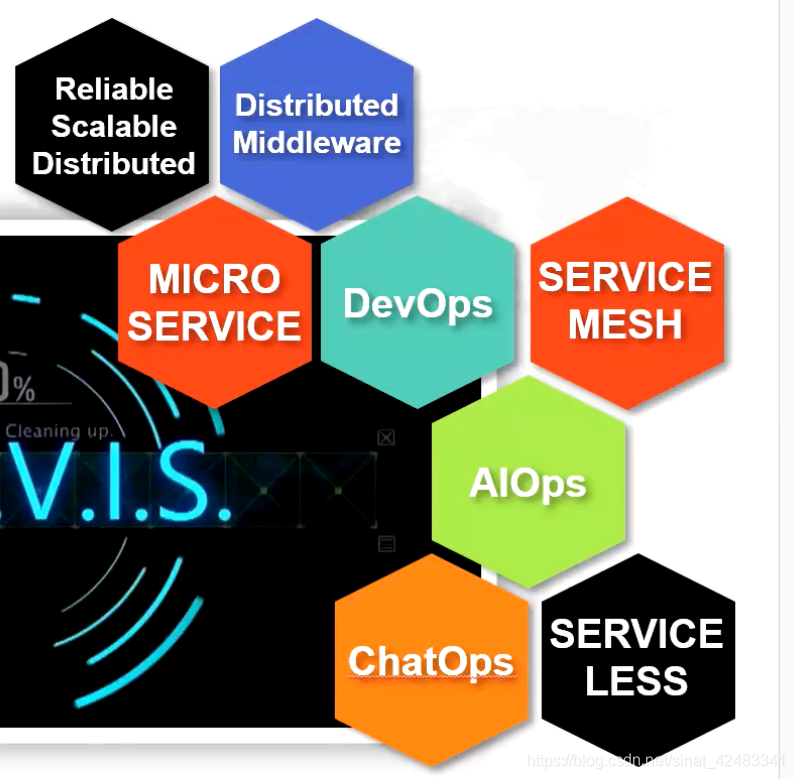 Reliable
Scalable
Distributed
Distributed
Middleware
MICRO
SERVICE
DevOps
SERVICE
MESH
%
Cleaning up.
.V.I.S.
AIOps
ChatOps
SERVICE
LESS
https://blog.csdn.net/sinat_42483341